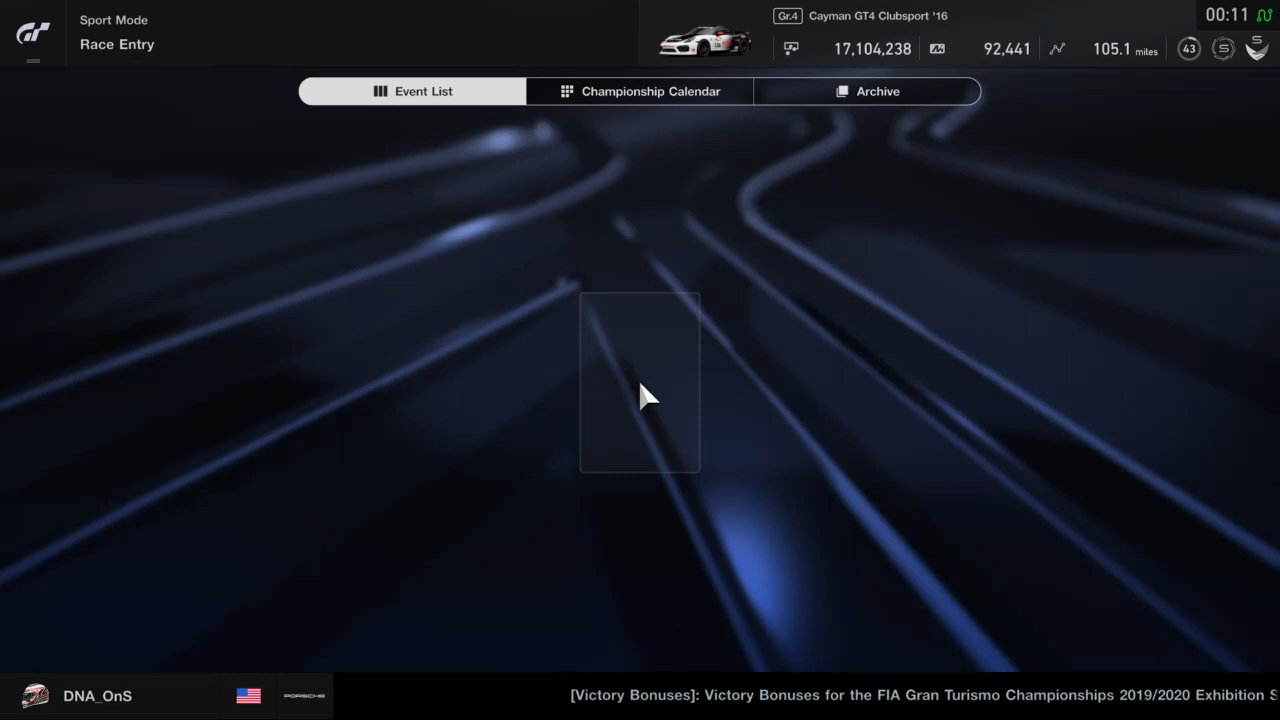 Sport Mode
Race Entry
Gr.4 Cayman GT4 Clubsport '16
17,104,238 92,441 105.1 miles 43 S S
00:11
Event List Championship Calendar Archive
DNA_OnS PORSCHE [Victory Bonuses]: Victory Bonuses for the FIA Gran Turismo Championships 2019/2020 Exhibition S